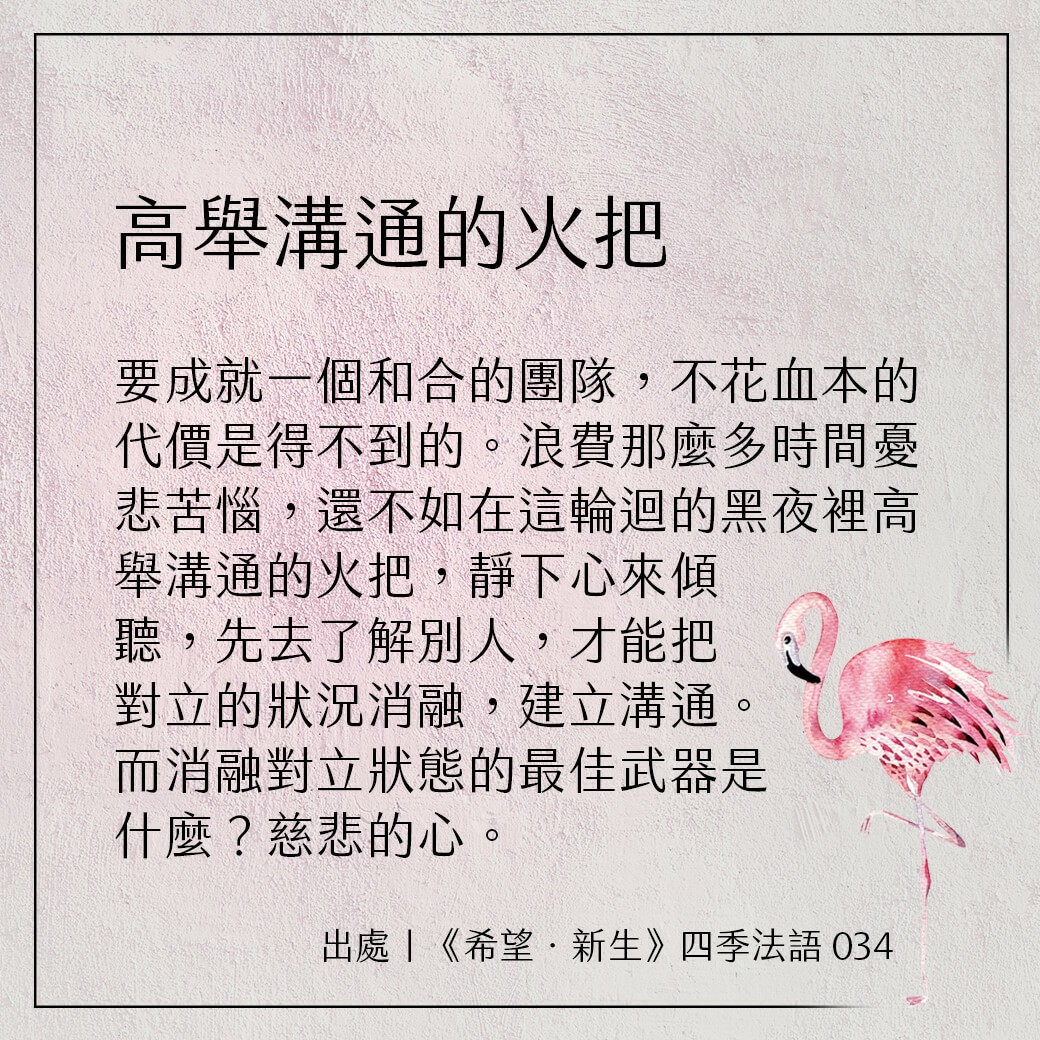 高舉溝通的火把
要成就一個和合的團隊，不花血本的
代價是得不到的。浪費那麼多時間憂
悲苦惱，還不如在這輪迴的黑夜裡高
舉溝通的火把，靜下心來傾
聽，先去了解別人，才能把
對立的狀況消融，建立溝通。
而消融對立狀態的最佳武器是
什麼？慈悲的心。
出處｜《希望．新生》四季法語 034